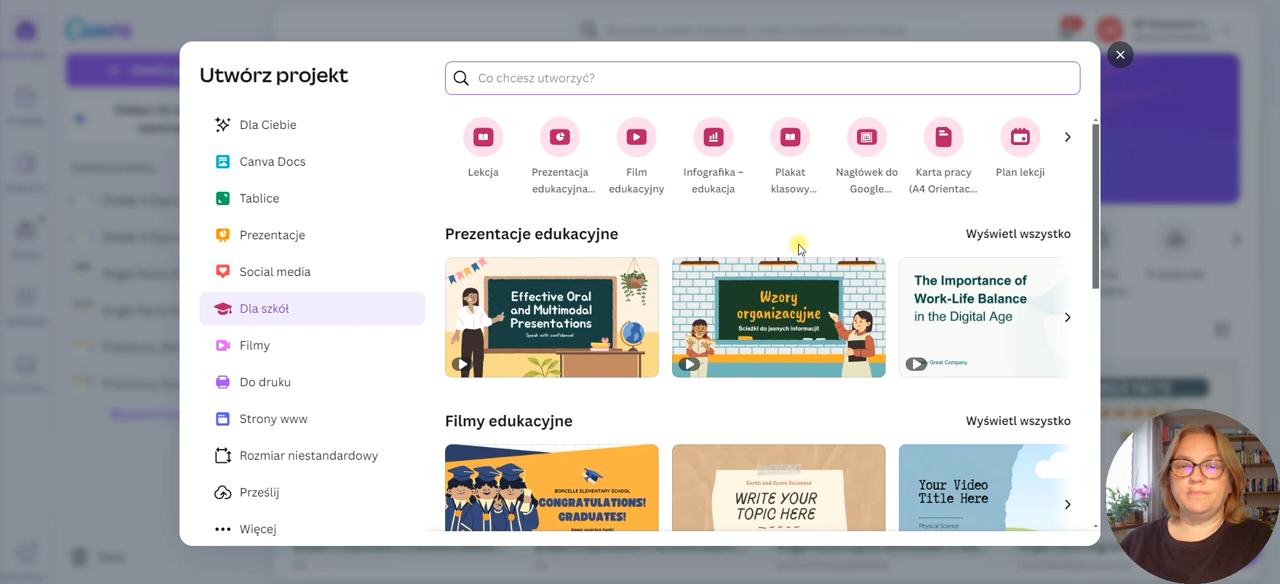 Utwórz projekt
Co chcesz utworzyć?
Dla Ciebie
Canva Docs
Tablice
Prezentacje
Social media
Dla szkół
Filmy
Do druku
Strony www
Rozmiar niestandardowy
Prześlij
Więcej
Lekcja
Prezentacja
edukacyjna...
Film
edukacyjny
Infografika –
edukacja
Plakat
klasowy...
Nagłówek do
Google...
Karta pracy
(A4 Orientac...
Plan lekcji
Prezentacje edukacyjne
Wyświetl wszystko
Effective Oral
and Multimodal
Presentations
Speak with confidence!
Wzory
organizacyjne
Ścieżki do jasnych informacji!
The Importance of
Work-Life Balance
in the Digital Age
Great Company
Filmy edukacyjne
Wyświetl wszystko
BORCELLE ELEMENTARY SCHOOL
CONGRATULATIONS!
GRADUATES!
Earth and Space Sciences
WRITE YOUR
TOPIC HERE
Your Video
Title Here
Physical Science